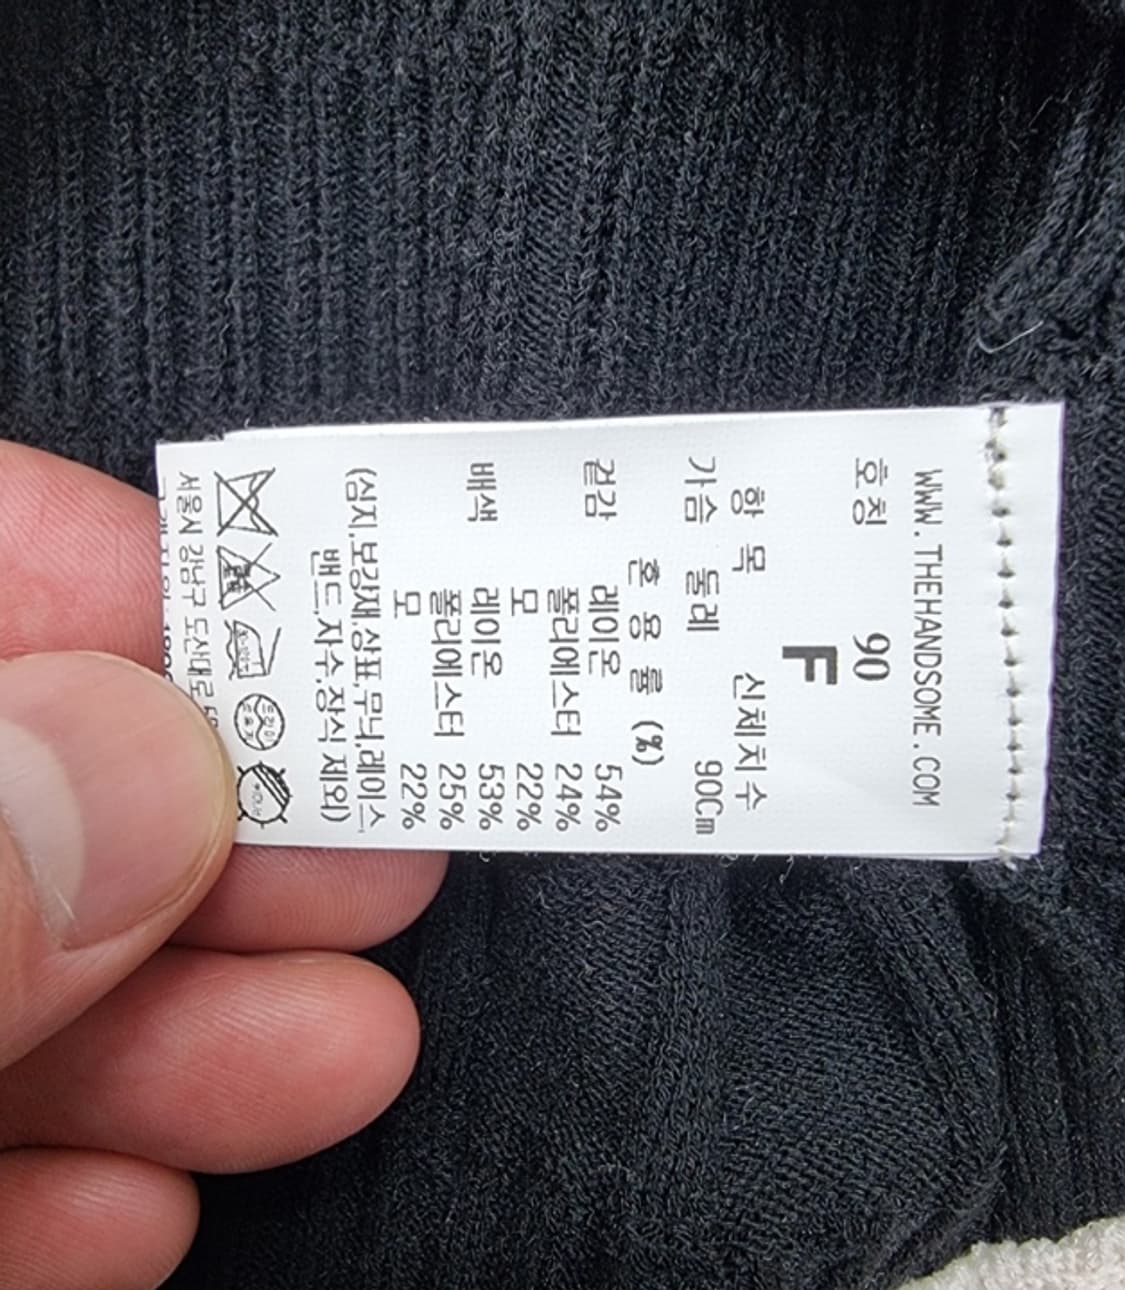 WWW.THEHANDSOME.COM
호칭 90
F
항 목 신체치수
가슴 둘레 90Cm
혼 용 률 (%)
겉감 레이온 54%
폴리에스터 24%
모 22%
배색 레이온 53%
폴리에스터 25%
모 22%
(심지,보강재,상표,무늬,레이스,
밴드,자수,장식 제외)
서울시 강남구 도산대로